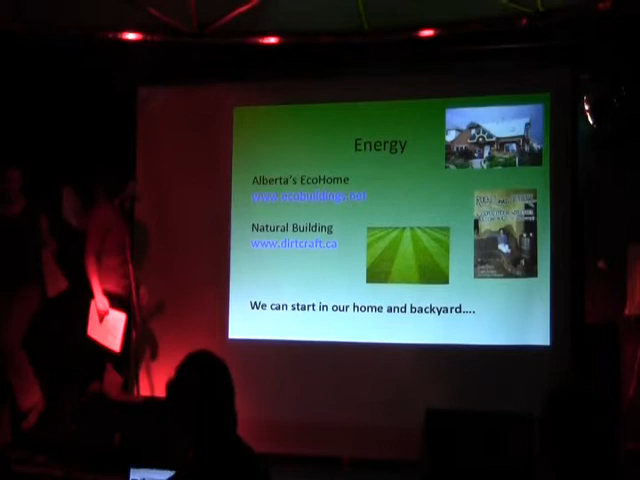 Energy
Alberta's EcoHome
www.ecobuildings.net
Natural Building
www.dirtcraft.ca
We can start in our home and backyard....